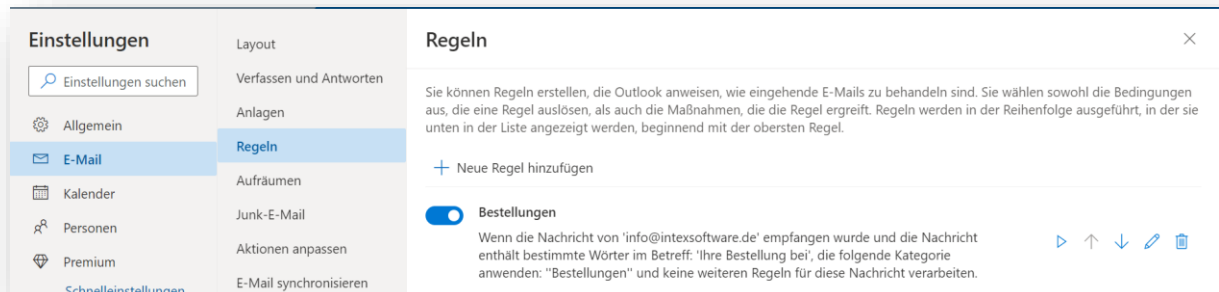 Einstellungen
Einstellungen suchen
Allgemein
E-Mail
Kalender
Personen
Premium
Schnelleinstellungen
Layout
Verfassen und Antworten
Anlagen
Regeln
Aufräumen
Junk-E-Mail
Aktionen anpassen
E-Mail synchronisieren
Regeln
Sie können Regeln erstellen, die Outlook anweisen, wie eingehende E-Mails zu behandeln sind. Sie wählen sowohl die Bedingungen
aus, die eine Regel auslösen, als auch die Maßnahmen, die die Regel ergreift. Regeln werden in der Reihenfolge ausgeführt, in der sie
unten in der Liste angezeigt werden, beginnend mit der obersten Regel.
Neue Regel hinzufügen
Bestellungen
Wenn die Nachricht von 'info@intexsoftware.de' empfangen wurde und die Nachricht
enthält bestimmte Wörter im Betreff: 'Ihre Bestellung bei', die folgende Kategorie
anwenden: "Bestellungen" und keine weiteren Regeln für diese Nachricht verarbeiten.